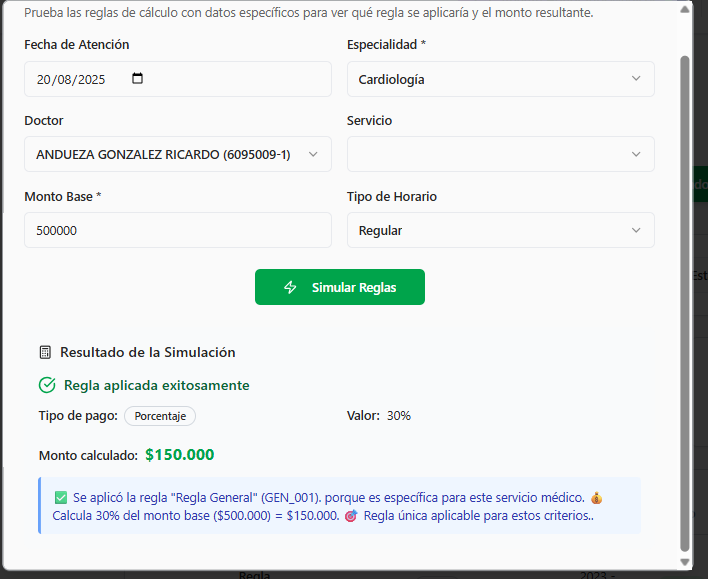 Prueba las reglas de cálculo con datos específicos para ver qué regla se aplicaría y el monto resultante.
Fecha de Atención
Especialidad *
20/08/2025
Cardiología
Doctor
Servicio
ANDUEZA GONZALEZ RICARDO (6095009-1)
Monto Base *
Tipo de Horario
500000
Regular
Simular Reglas
Resultado de la Simulación
Regla aplicada exitosamente
Tipo de pago: Porcentaje
Valor: 30%
Monto calculado: $150.000
✅ Se aplicó la regla "Regla General" (GEN_001). porque es específica para este servicio médico. 💰
Calcula 30% del monto base ($500.000) = $150.000. 🎯 Regla única aplicable para estos criterios..
Regla
2023 -